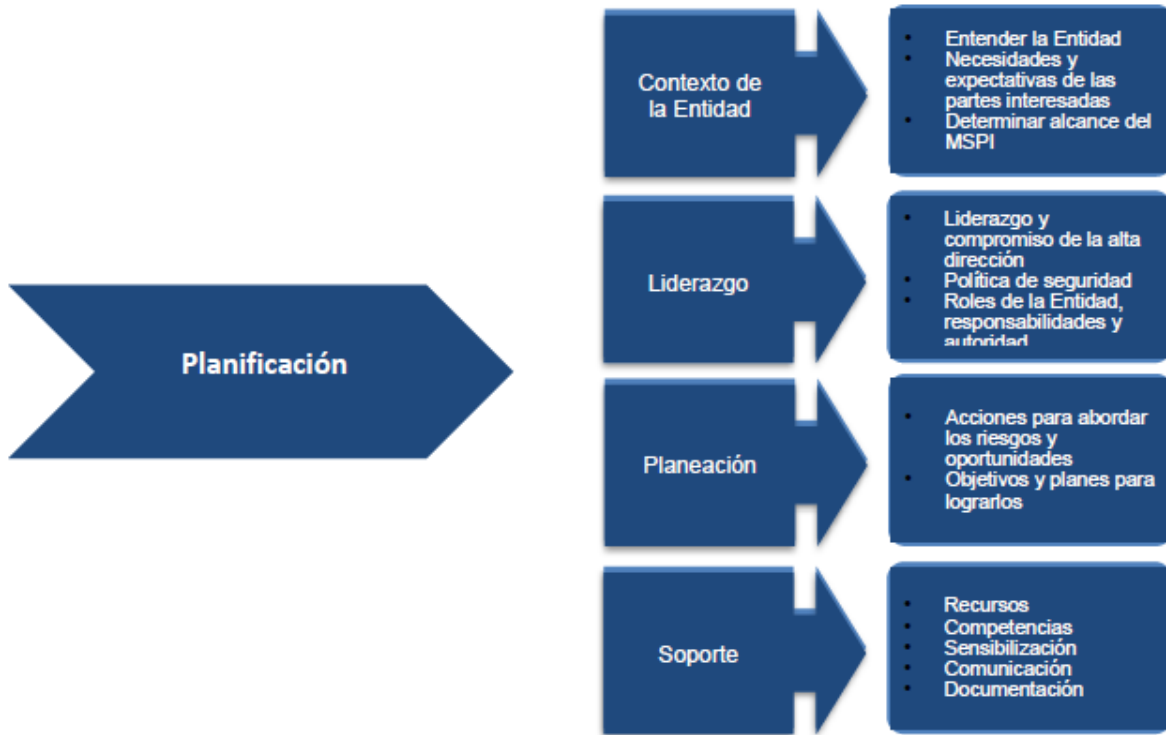 Planificación
Contexto de
la Entidad
• Entender la Entidad
• Necesidades y
expectativas de las
partes interesadas
• Determinar alcance del
MSPI
Liderazgo
• Liderazgo y
compromiso de la alta
dirección
• Política de seguridad
• Roles de la Entidad,
responsabilidades y
autoridad
Planeación
• Acciones para abordar
los riesgos y
oportunidades
• Objetivos y planes para
lograrlos
Soporte
• Recursos
• Competencias
• Sensibilización
• Comunicación
• Documentación